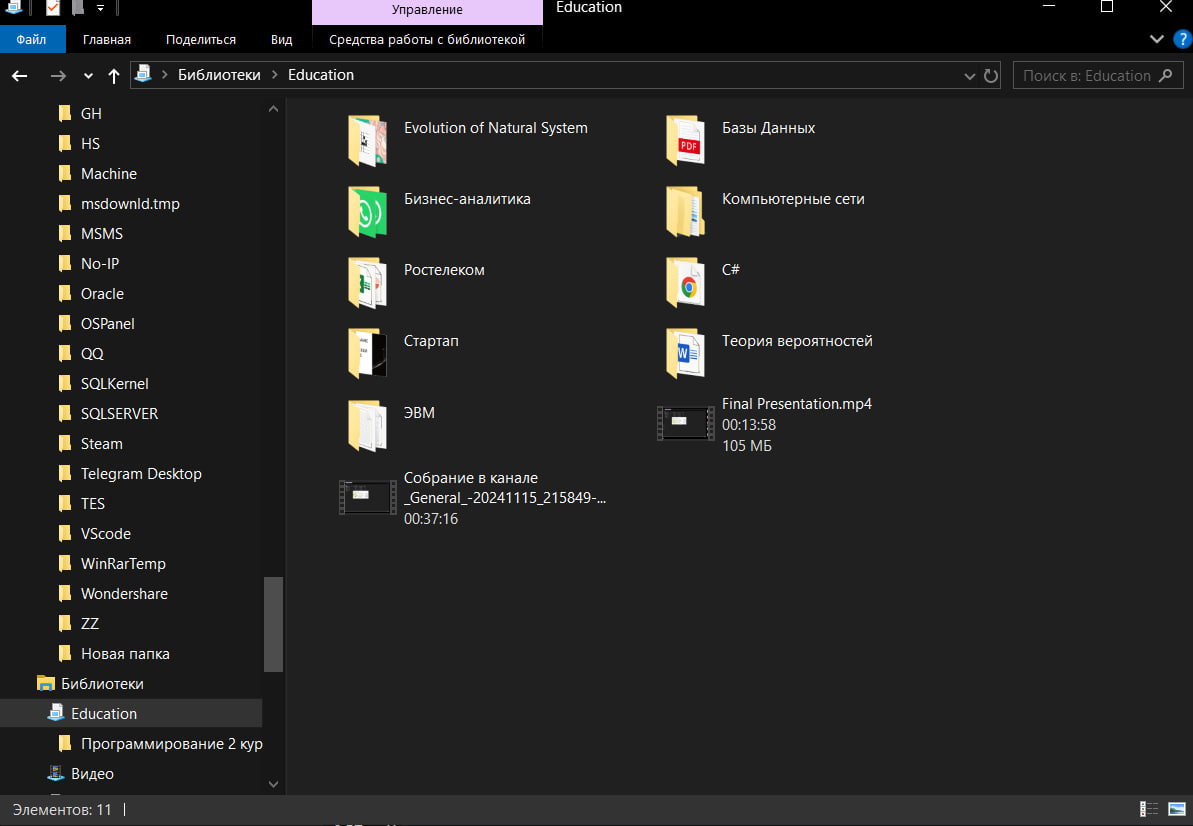 Управление
Education
Файл
Главная
Поделиться
Вид
Средства работы с библиотекой
?
Библиотеки
Education
Поиск в: Education
GH
HS
Machine
msdownld.tmp
MSMS
No-IP
Oracle
OSPanel
QQ
SQLKernel
SQLSERVER
Steam
Telegram Desktop
TES
VScode
WinRarTemp
Wondershare
ZZ
Новая папка
Библиотеки
Education
Программирование 2 кур
Видео
Evolution of Natural System
Базы Данных
PDF
Бизнес-аналитика
Компьютерные сети
Ростелеком
C#
Стартап
Теория вероятностей
W
ЭВМ
Final Presentation.mp4
00:13:58
105 МБ
Собрание в канале
_General_-20241115_215849-...
00:37:16
Элементов: 11